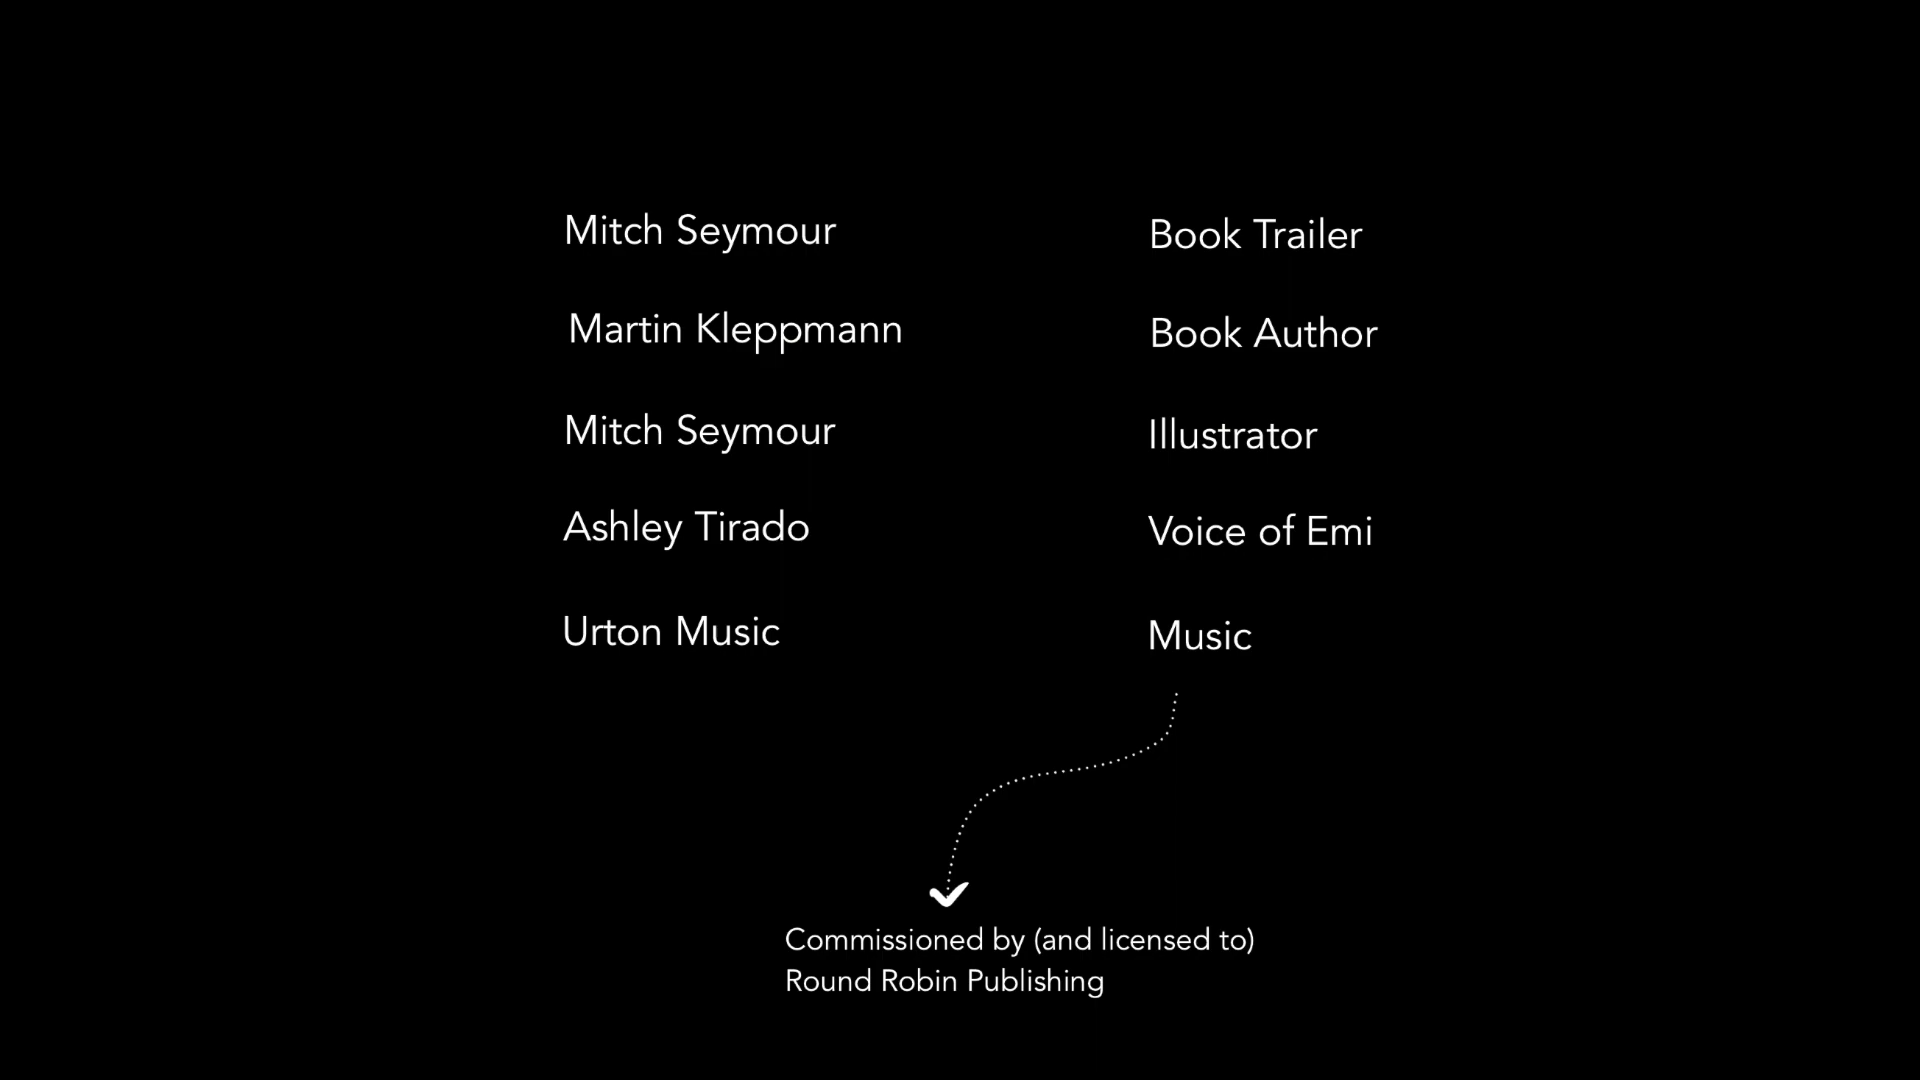 Mitch Seymour Book Trailer
Martin Kleppmann Book Author
Mitch Seymour Illustrator
Ashley Tirado Voice of Emi
Urton Music Music
Commissioned by (and licensed to)
Round Robin Publishing